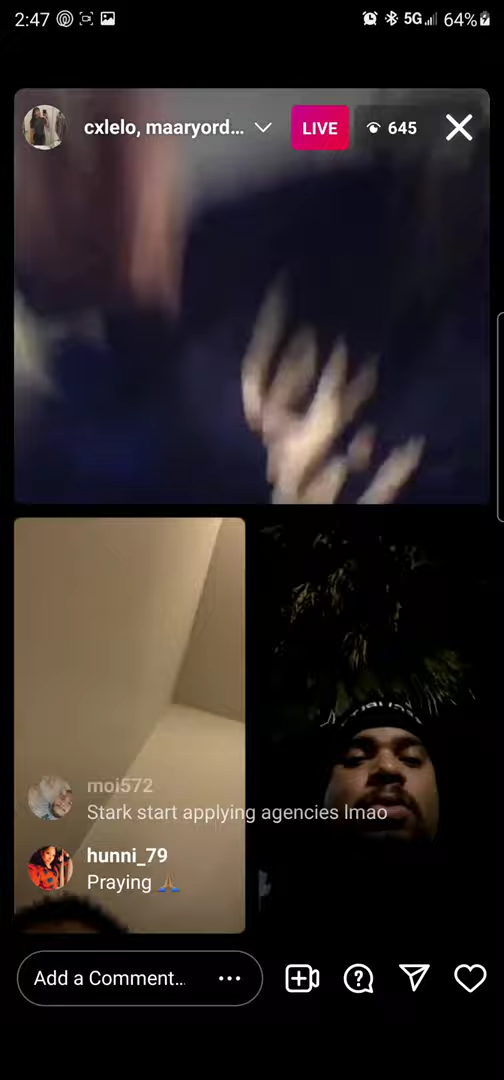 2:47 5G 64%
cxlelo, maaryord... LIVE 645
moi572
Stark start applying agencies lmao
hunni_79
Praying 🙏🏽
Add a Comment...